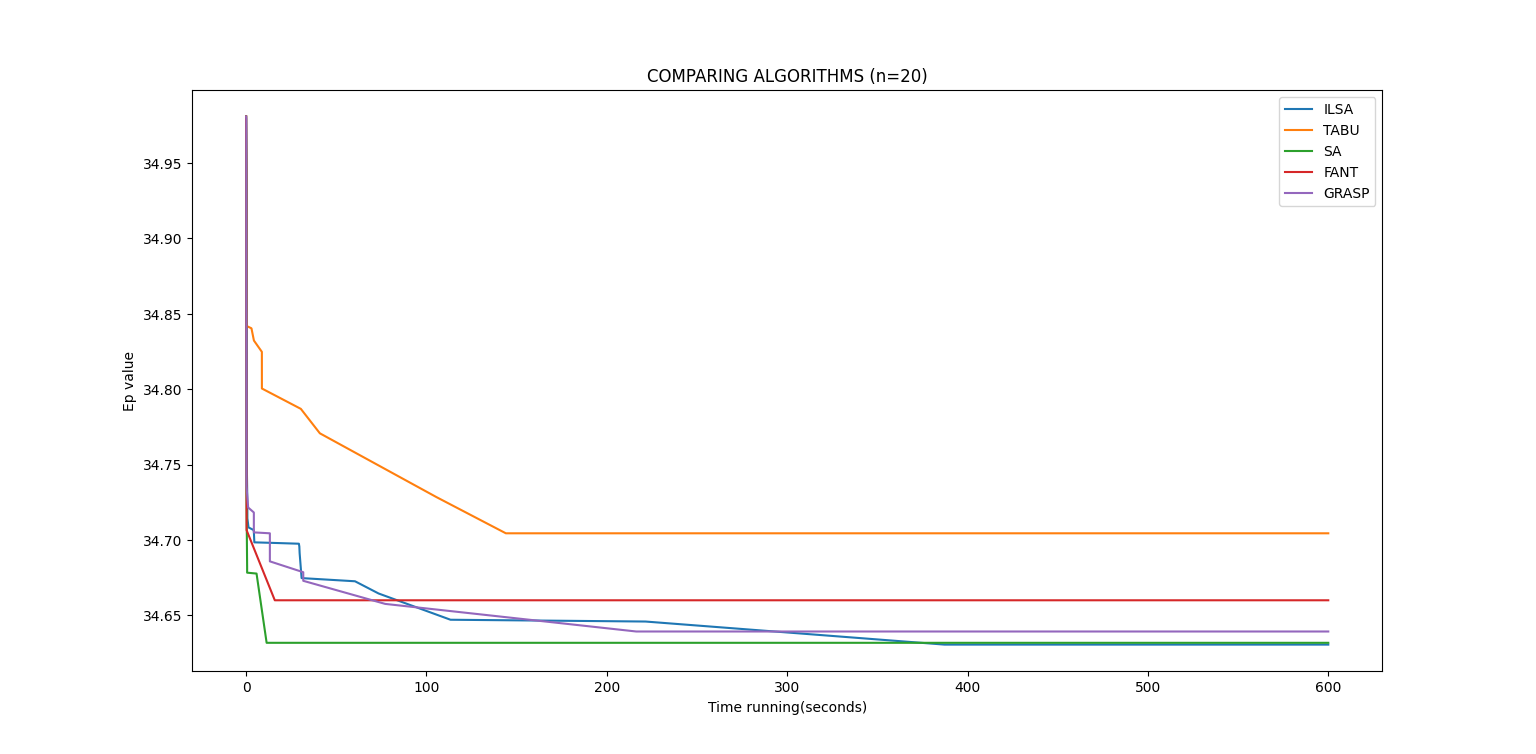 COMPARING ALGORITHMS (n=20)
ILSA
TABU
SA
FANT
GRASP
Ep value
34.95
34.90
34.85
34.80
34.75
34.70
34.65
0 100 200 300 400 500 600
Time running(seconds)